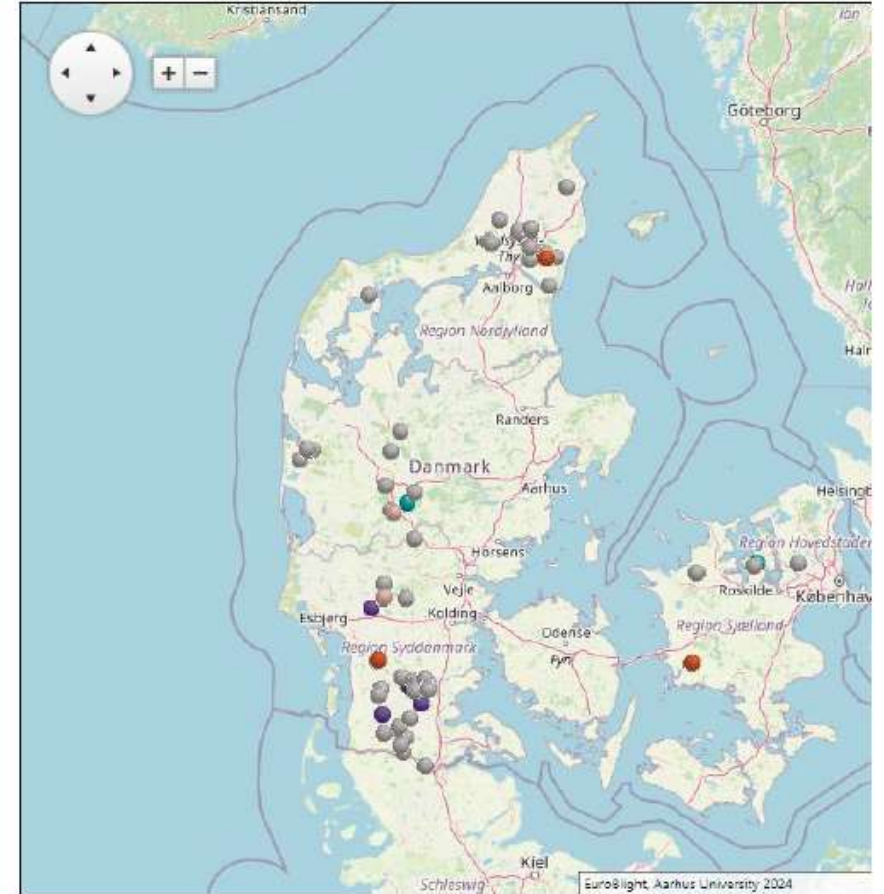 Kristiansand
+ −
Göteborg
Aalborg
Region Nordjylland
Randers
Danmark
Aarhus
Horsens
Vejle
Kolding
Esbjerg
Region Syddanmark
Odense
Fyn
Roskilde
Region Hovedstaden
Københav
Region Sjælland
Helsingb
Kiel
Schleswig
EuroBlight, Aarhus University 2024